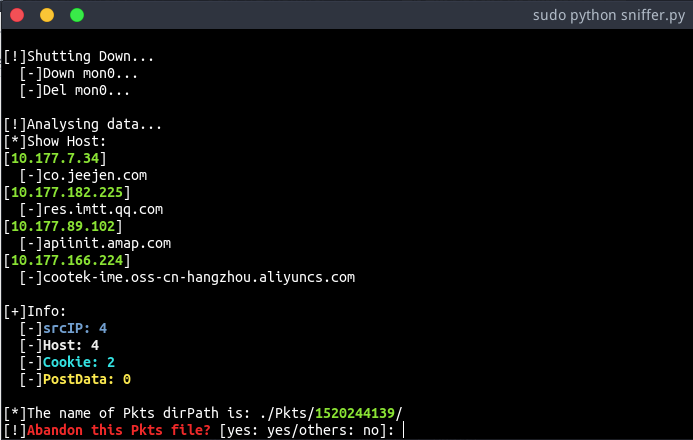 sudo python sniffer.py
[!]Shutting Down...
[-]Down mon0...
[-]Del mon0...
[!]Analysing data...
[*]Show Host:
[10.177.7.34]
[-]co.jeejen.com
[10.177.182.225]
[-]res.imtt.qq.com
[10.177.89.102]
[-]apiinit.amap.com
[10.177.166.224]
[-]cootek-ime.oss-cn-hangzhou.aliyuncs.com
[+]Info:
[-]srcIP: 4
[-]Host: 4
[-]Cookie: 2
[-]PostData: 0
[*]The name of Pkts dirPath is: ./Pkts/1520244139/
[!]Abandon this Pkts file? [yes: yes/others: no]: